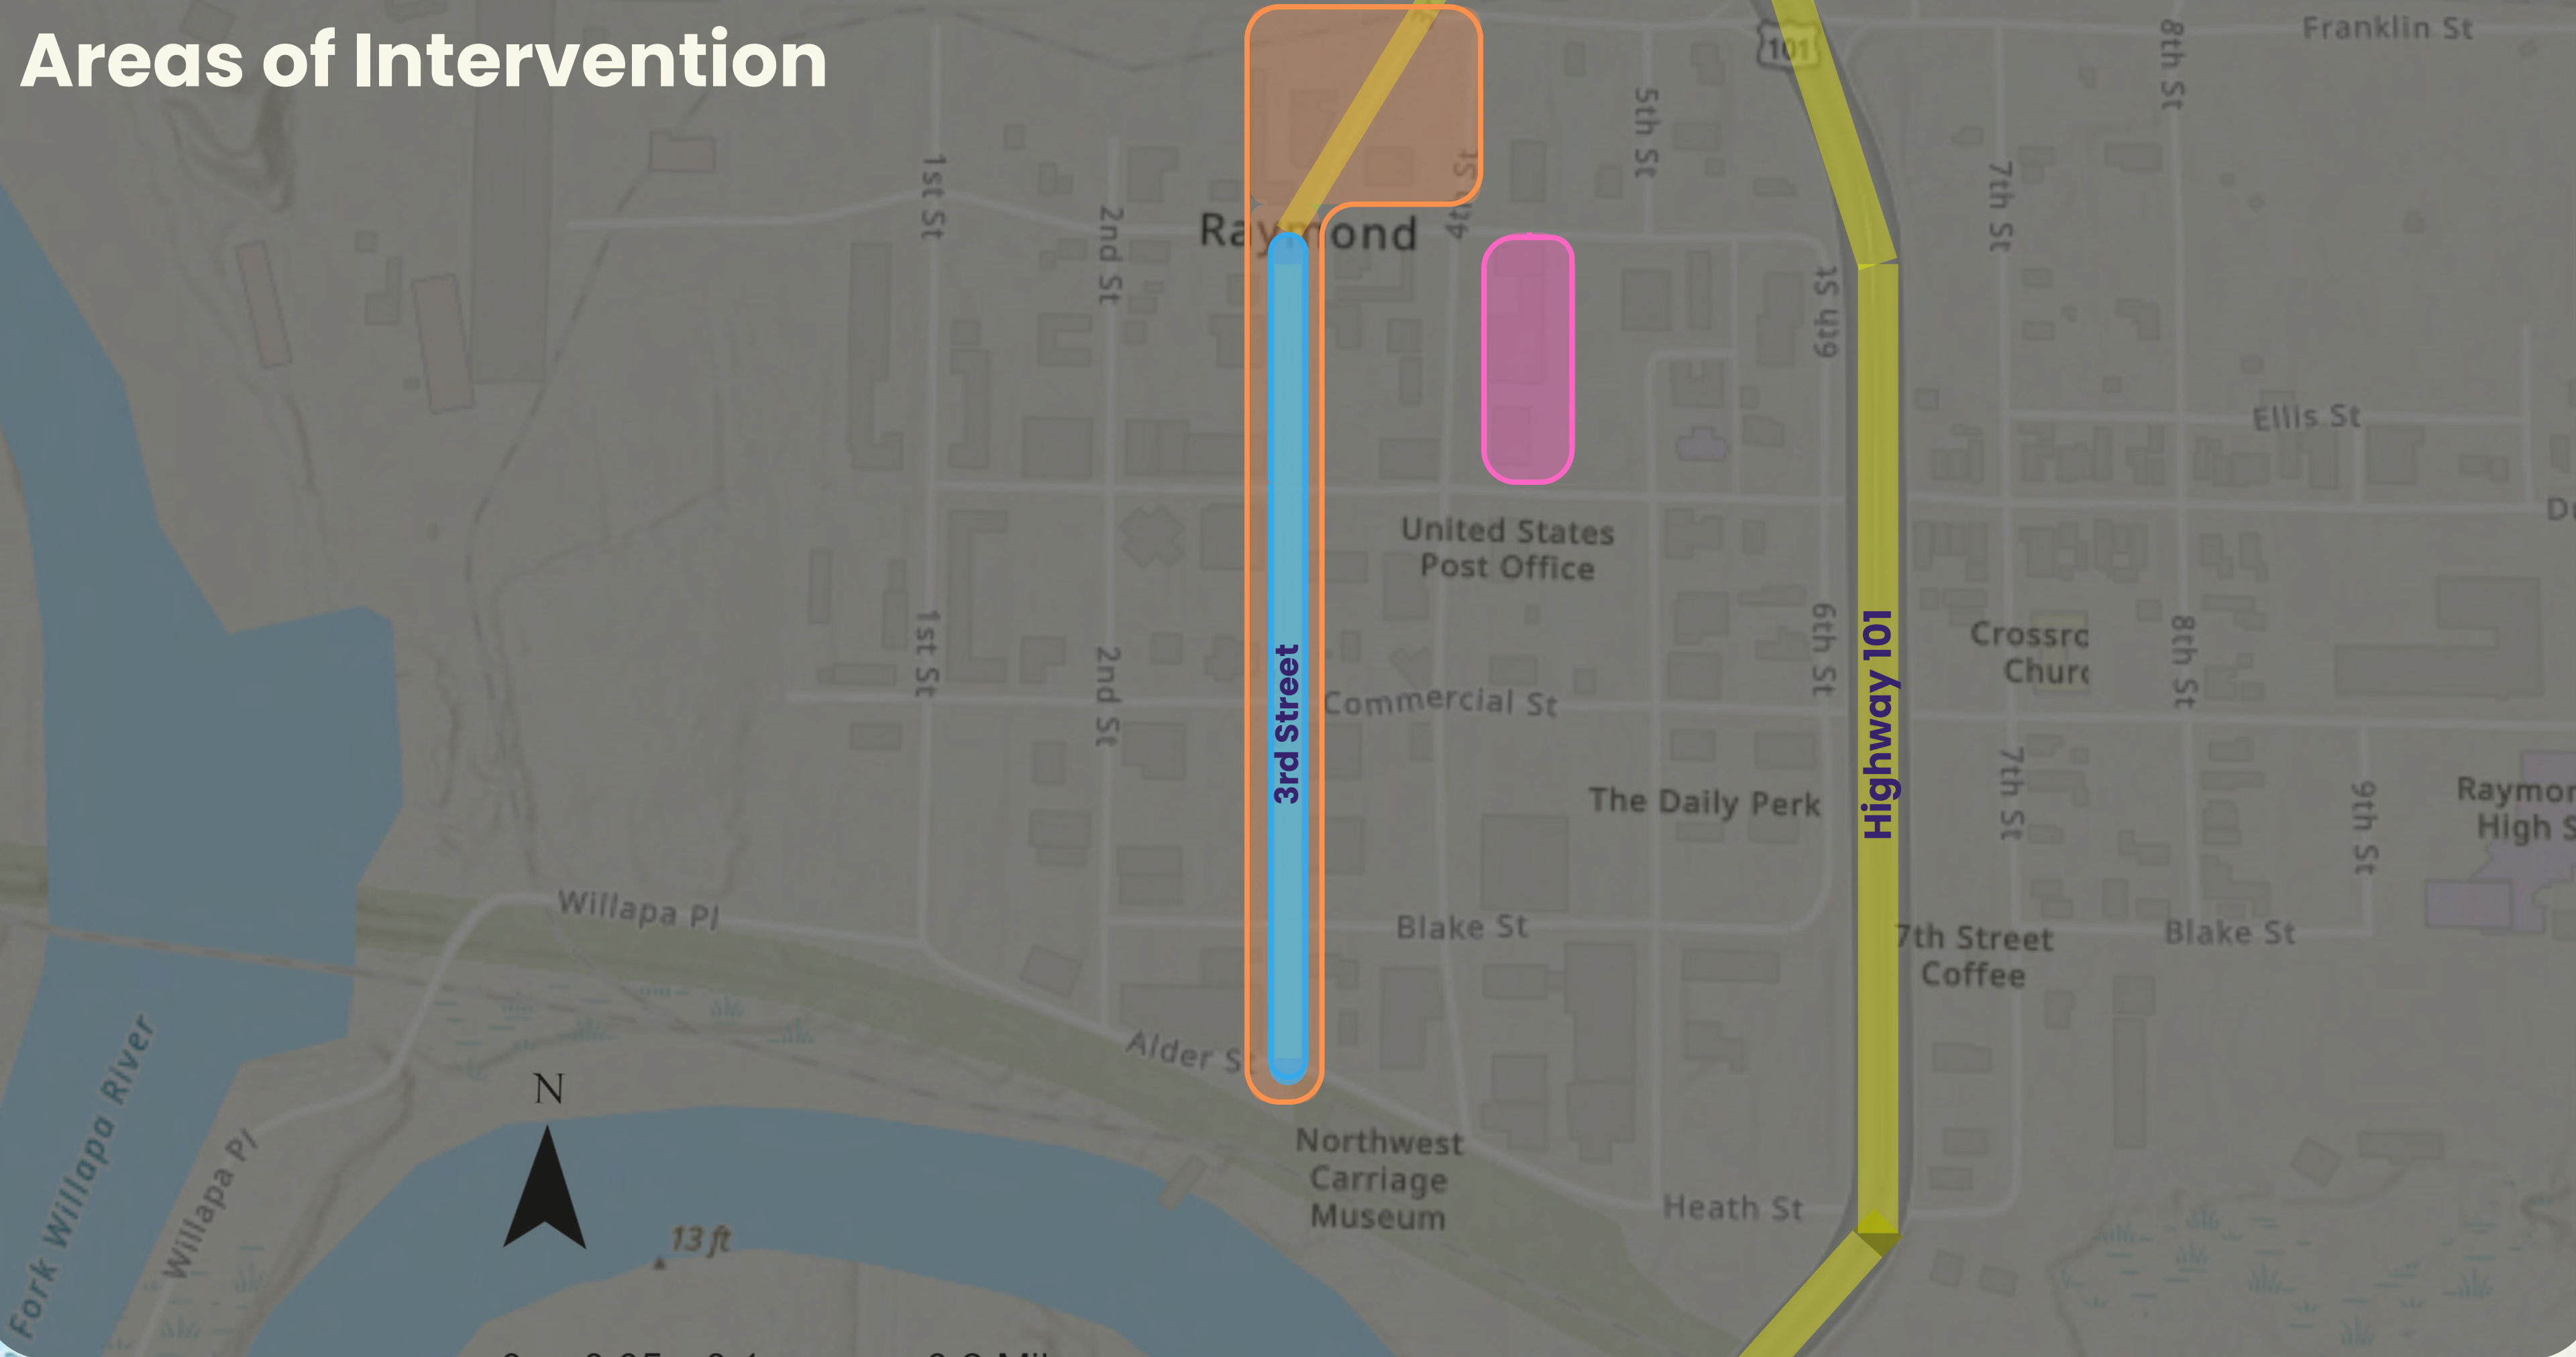 Areas of Intervention
Franklin St
101
8th St
5th St
1st St
7th St
2nd St
4th St
Raymond
6th St
Ellis St
United States
Post Office
1st St
2nd St
3rd Street
Commercial St
6th St
Highway 101
Crossro
Churc
8th St
The Daily Perk
7th St
9th St
Raymor
High S
Willapa Pl
Blake St
7th Street
Coffee
Blake St
Alder St
Fork Willapa River
N
Willapa Pl
Northwest
Carriage
Museum
Heath St
13 ft